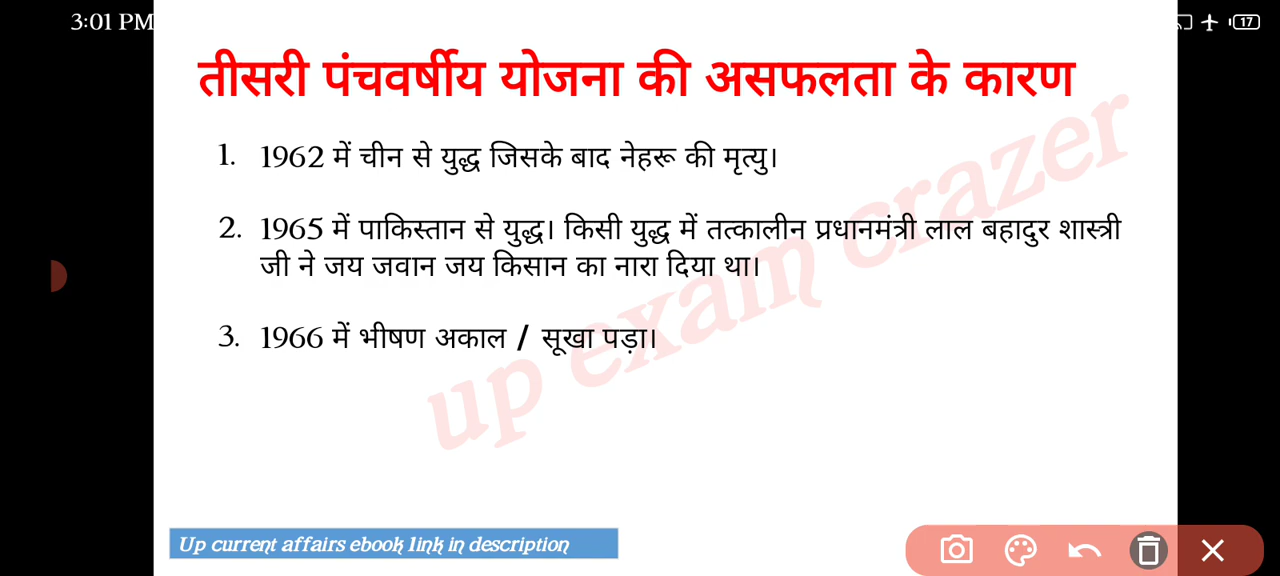 3:01 PM
17
तीसरी पंचवर्षीय योजना की असफलता के कारण
1. 1962 में चीन से युद्ध जिसके बाद नेहरू की मृत्यु।
2. 1965 में पाकिस्तान से युद्ध। किसी युद्ध में तत्कालीन प्रधानमंत्री लाल बहादुर शास्त्री
जी ने जय जवान जय किसान का नारा दिया था।
3. 1966 में भीषण अकाल / सूखा पड़ा।
up exam crazer
Up current affairs ebook link in description